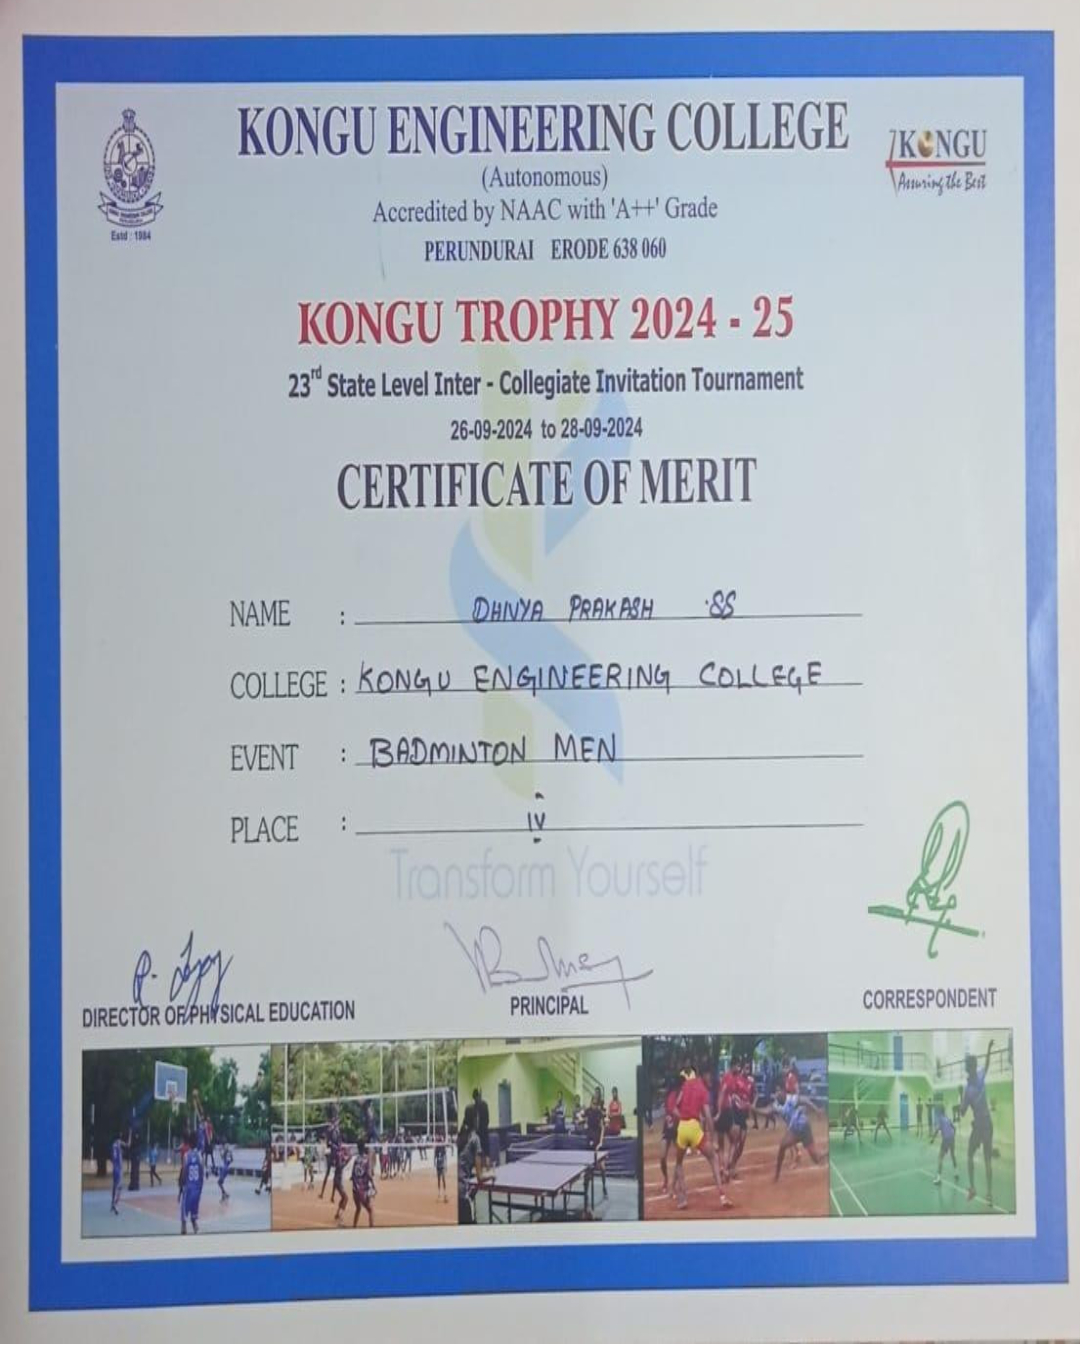 KONGU ENGINEERING COLLEGE
(Autonomous)
Accredited by NAAC with 'A++' Grade
PERUNDURAI ERODE 638 060
Estd : 1984
KONGU
Assuring the Best
KONGU TROPHY 2024 - 25
23rd State Level Inter - Collegiate Invitation Tournament
26-09-2024 to 28-09-2024
CERTIFICATE OF MERIT
NAME : DHIVYA PRAKASH .SS
COLLEGE : KONGU ENGINEERING COLLEGE
EVENT : BADMINTON MEN
PLACE : IV
Transform Yourself
DIRECTOR OF PHYSICAL EDUCATION
PRINCIPAL
CORRESPONDENT